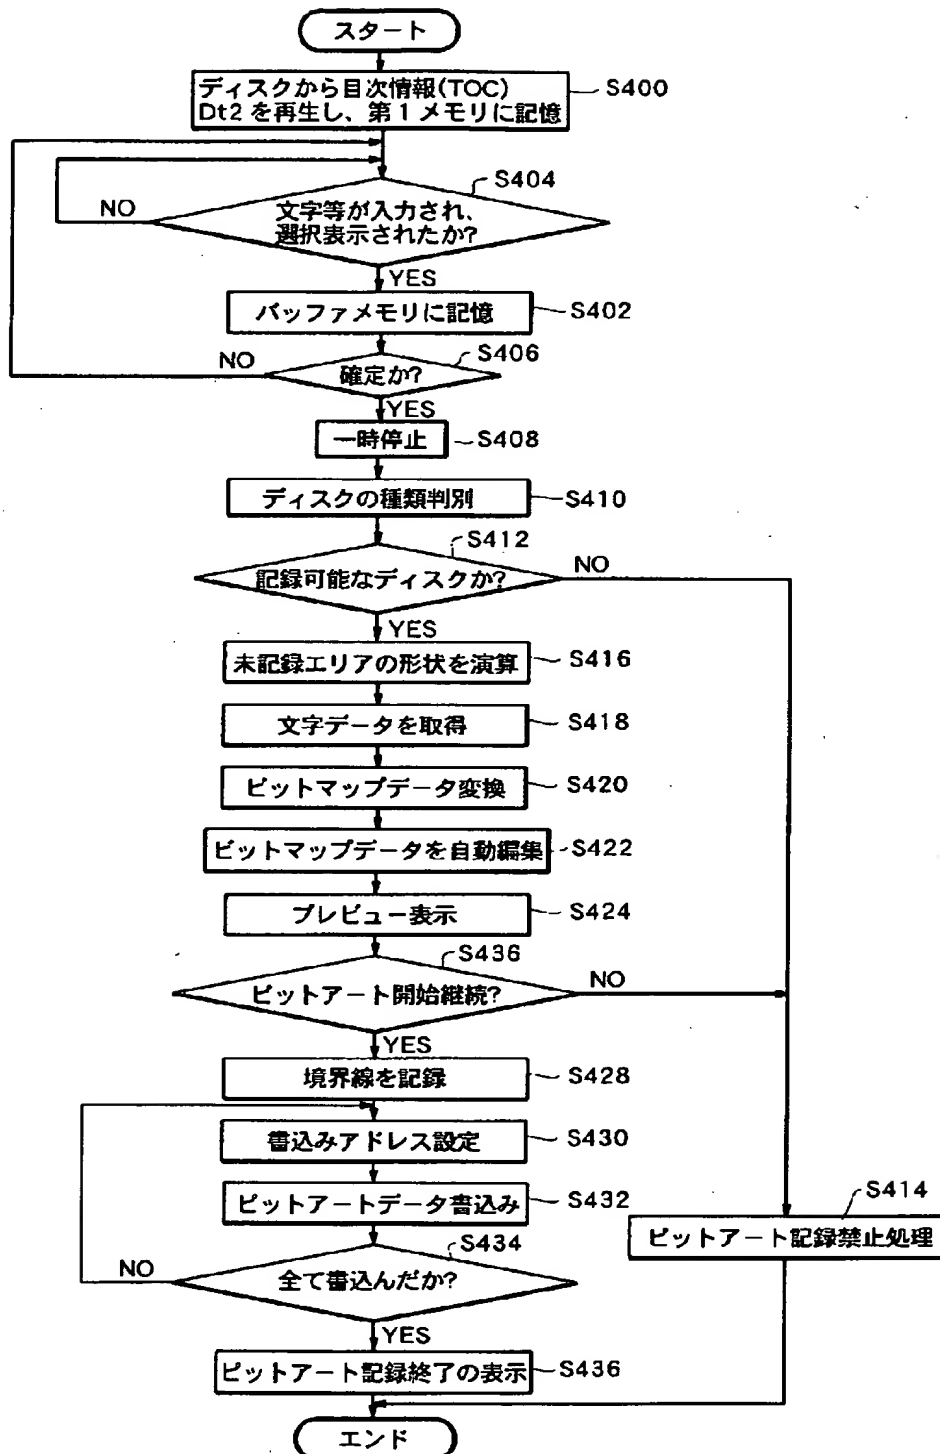 スタート
ディスクから目次情報(TOC)
Dt2を再生し、第1メモリに記憶
S400
S404
NO
文字等が入力され、
選択表示されたか?
YES
バッファメモリに記憶
S402
S406
NO
確定か?
YES
一時停止
S408
ディスクの種類判別
S410
S412
記録可能なディスクか?
NO
YES
未記録エリアの形状を演算
S416
文字データを取得
S418
ビットマップデータ変換
S420
ビットマップデータを自動編集
S422
プレビュー表示
S424
S436
ピットアート開始継続?
NO
YES
境界線を記録
S428
書込みアドレス設定
S430
ピットアートデータ書込み
S432
S414
ピットアート記録禁止処理
S434
NO
全て書込んだか?
YES
ピットアート記録終了の表示
S436
エンド